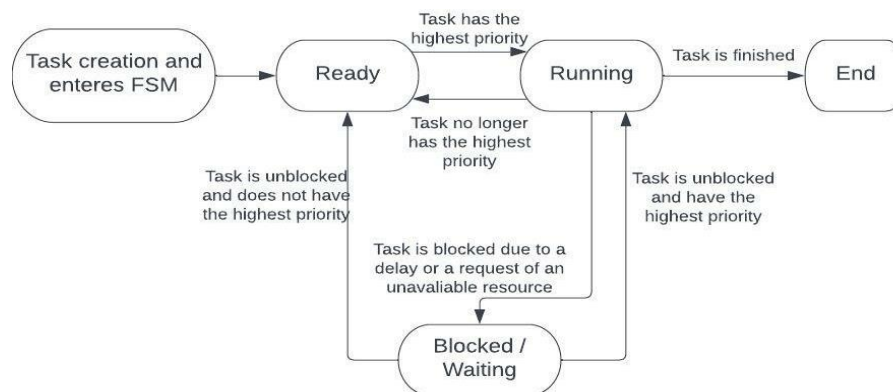 Task creation and
enteres FSM
Ready
Task has the
highest priority
Running
Task is finished
End
Task no longer
has the highest
priority
Task is unblocked
and does not have
the highest priority
Task is unblocked
and have the
highest priority
Task is blocked due to a
delay or a request of an
unavaliable resource
Blocked /
Waiting